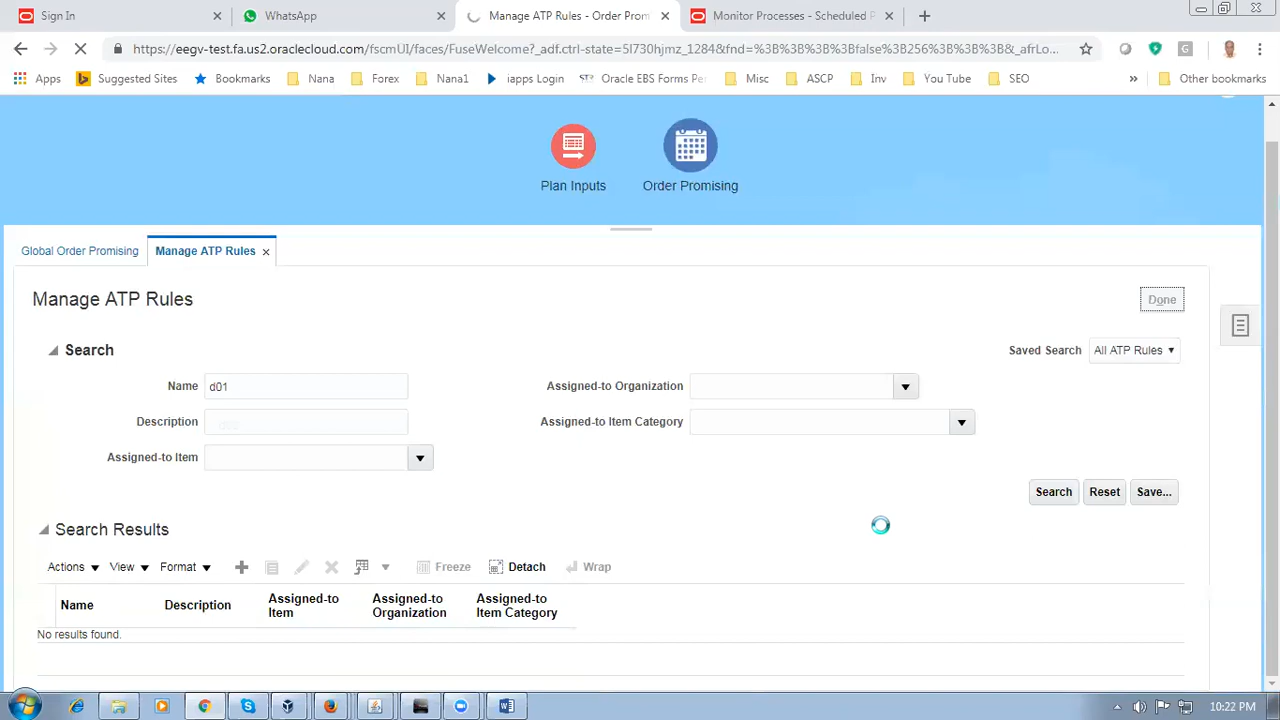 Sign In
WhatsApp
Manage ATP Rules - Order Prom
Monitor Processes - Scheduled P
https://eegv-test.fa.us2.oraclecloud.com/fscmUI/faces/FuseWelcome?_adf.ctrl-state=5l730hjmz_1284&fnd=%3B%3B%3B%3Bfalse%3B256%3B%3B%3B&_afrLo...
Apps
Suggested Sites
Bookmarks
Nana
Forex
Nana1
iapps Login
Oracle EBS Forms Per
Misc
ASCP
Inv
You Tube
SEO
»
Other bookmarks
Plan Inputs
Order Promising
Global Order Promising
Manage ATP Rules
Manage ATP Rules
Done
Search
Saved Search
All ATP Rules
Name
d01
Assigned-to Organization
Description
Assigned-to Item Category
Assigned-to Item
Search
Reset
Save...
Search Results
Actions
View
Format
Freeze
Detach
Wrap
Name
Description
Assigned-to
Item
Assigned-to
Organization
Assigned-to
Item Category
No results found.
10:22 PM